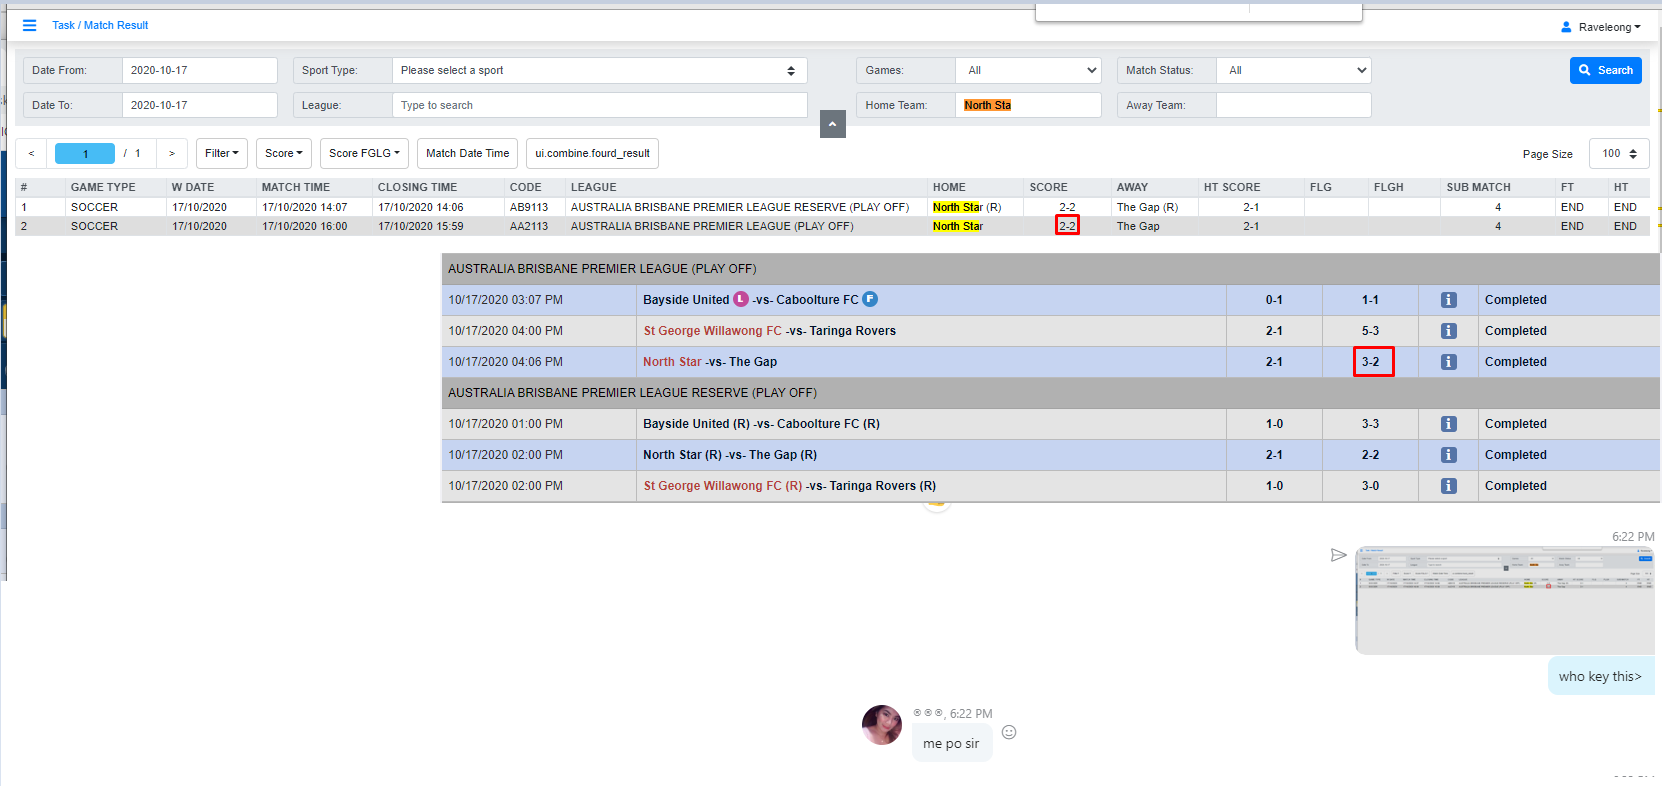 Task / Match Result
Raveleong
Date From: 2020-10-17 Sport Type: Please select a sport Games: All Match Status: All Search
Date To: 2020-10-17 League: Type to search Home Team: North Sta Away Team:
< 1 / 1 > Filter Score Score FGLG Match Date Time ui.combine.fourd_result Page Size 100
# GAME TYPE W DATE MATCH TIME CLOSING TIME CODE LEAGUE HOME SCORE AWAY HT SCORE FLG FLGH SUB MATCH FT HT
1 SOCCER 17/10/2020 17/10/2020 14:07 17/10/2020 14:06 AB9113 AUSTRALIA BRISBANE PREMIER LEAGUE RESERVE (PLAY OFF) North Star (R) 2-2 The Gap (R) 2-1 4 END END
2 SOCCER 17/10/2020 17/10/2020 16:00 17/10/2020 15:59 AA2113 AUSTRALIA BRISBANE PREMIER LEAGUE (PLAY OFF) North Star 2-2 The Gap 2-1 4 END END
AUSTRALIA BRISBANE PREMIER LEAGUE (PLAY OFF)
10/17/2020 03:07 PM Bayside United L -vs- Caboolture FC F 0-1 1-1 i Completed
10/17/2020 04:00 PM St George Willawong FC -vs- Taringa Rovers 2-1 5-3 i Completed
10/17/2020 04:06 PM North Star -vs- The Gap 2-1 3-2 i Completed
AUSTRALIA BRISBANE PREMIER LEAGUE RESERVE (PLAY OFF)
10/17/2020 01:00 PM Bayside United (R) -vs- Caboolture FC (R) 1-0 3-3 i Completed
10/17/2020 02:00 PM North Star (R) -vs- The Gap (R) 2-1 2-2 i Completed
10/17/2020 02:00 PM St George Willawong FC (R) -vs- Taringa Rovers (R) 1-0 3-0 i Completed
6:22 PM
who key this>
⍟⍟⍟, 6:22 PM
me po sir